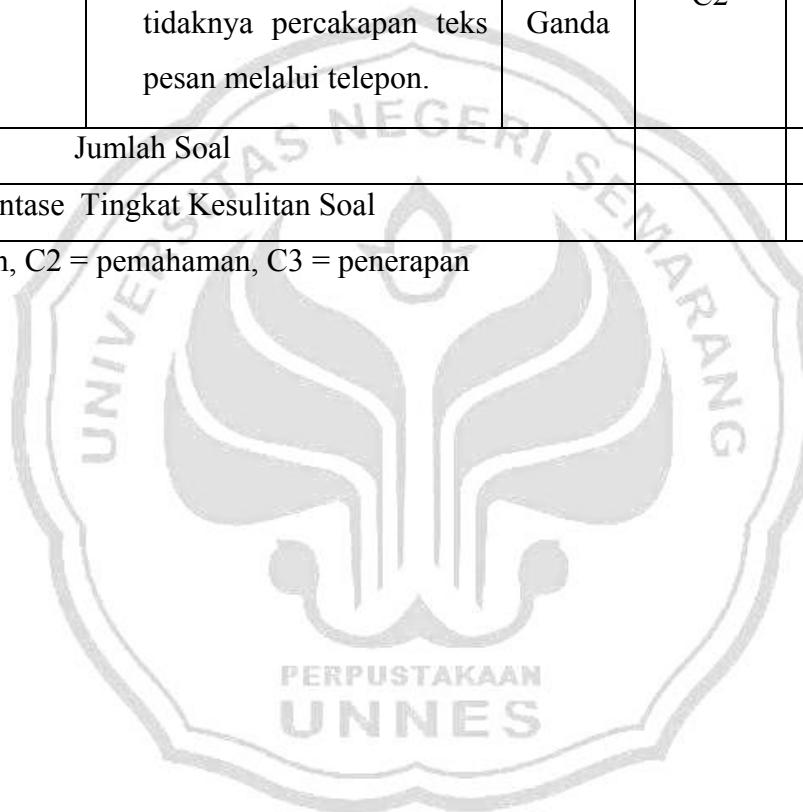 C2
tidaknya percakapan teks Ganda
pesan melalui telepon.
Jumlah Soal
ntase Tingkat Kesulitan Soal
n, C2 = pemahaman, C3 = penerapan
UNIVERSITAS NEGERI SEMARANG
PERPUSTAKAAN
UNNES